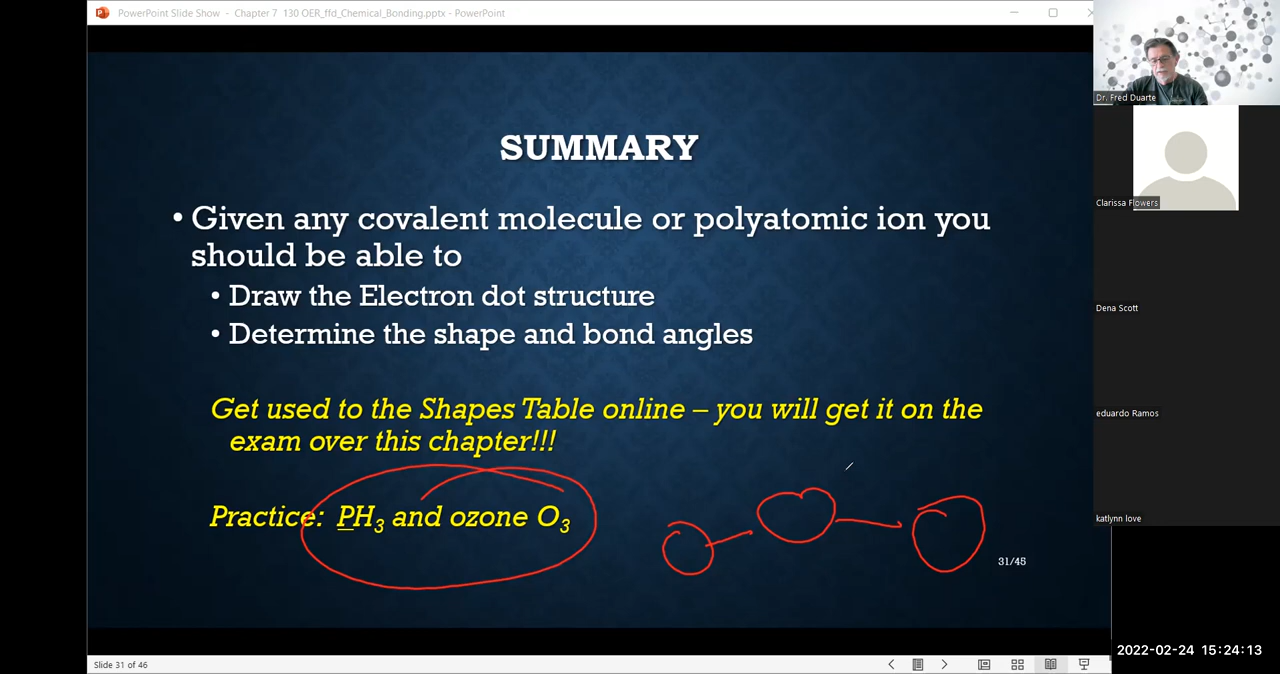 PowerPoint Slide Show - Chapter 7 130 OER_ffd_Chemical_Bonding.pptx - PowerPoint
SUMMARY
• Given any covalent molecule or polyatomic ion you
should be able to
• Draw the Electron dot structure
• Determine the shape and bond angles
Get used to the Shapes Table online – you will get it on the
exam over this chapter!!!
Practice: PH3 and ozone O3
31/45
Slide 31 of 46
Dr. Fred Duarte
Clarissa Flowers
Dena Scott
eduardo Ramos
katlynn love
2022-02-24 15:24:13